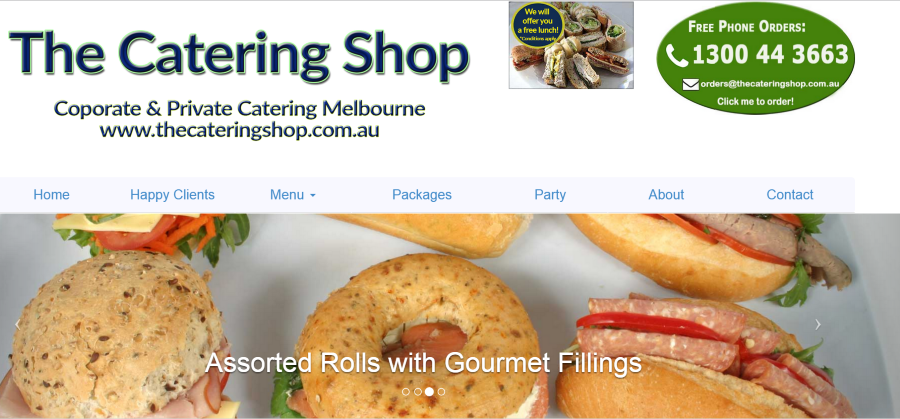 The Catering Shop
Coporate & Private Catering Melbourne
www.thecateringshop.com.au
We will
offer you
a free lunch!
*Conditions apply
Free Phone Orders:
1300 44 3663
orders@thecateringshop.com.au
Click me to order!
Home
Happy Clients
Menu
Packages
Party
About
Contact
Assorted Rolls with Gourmet Fillings